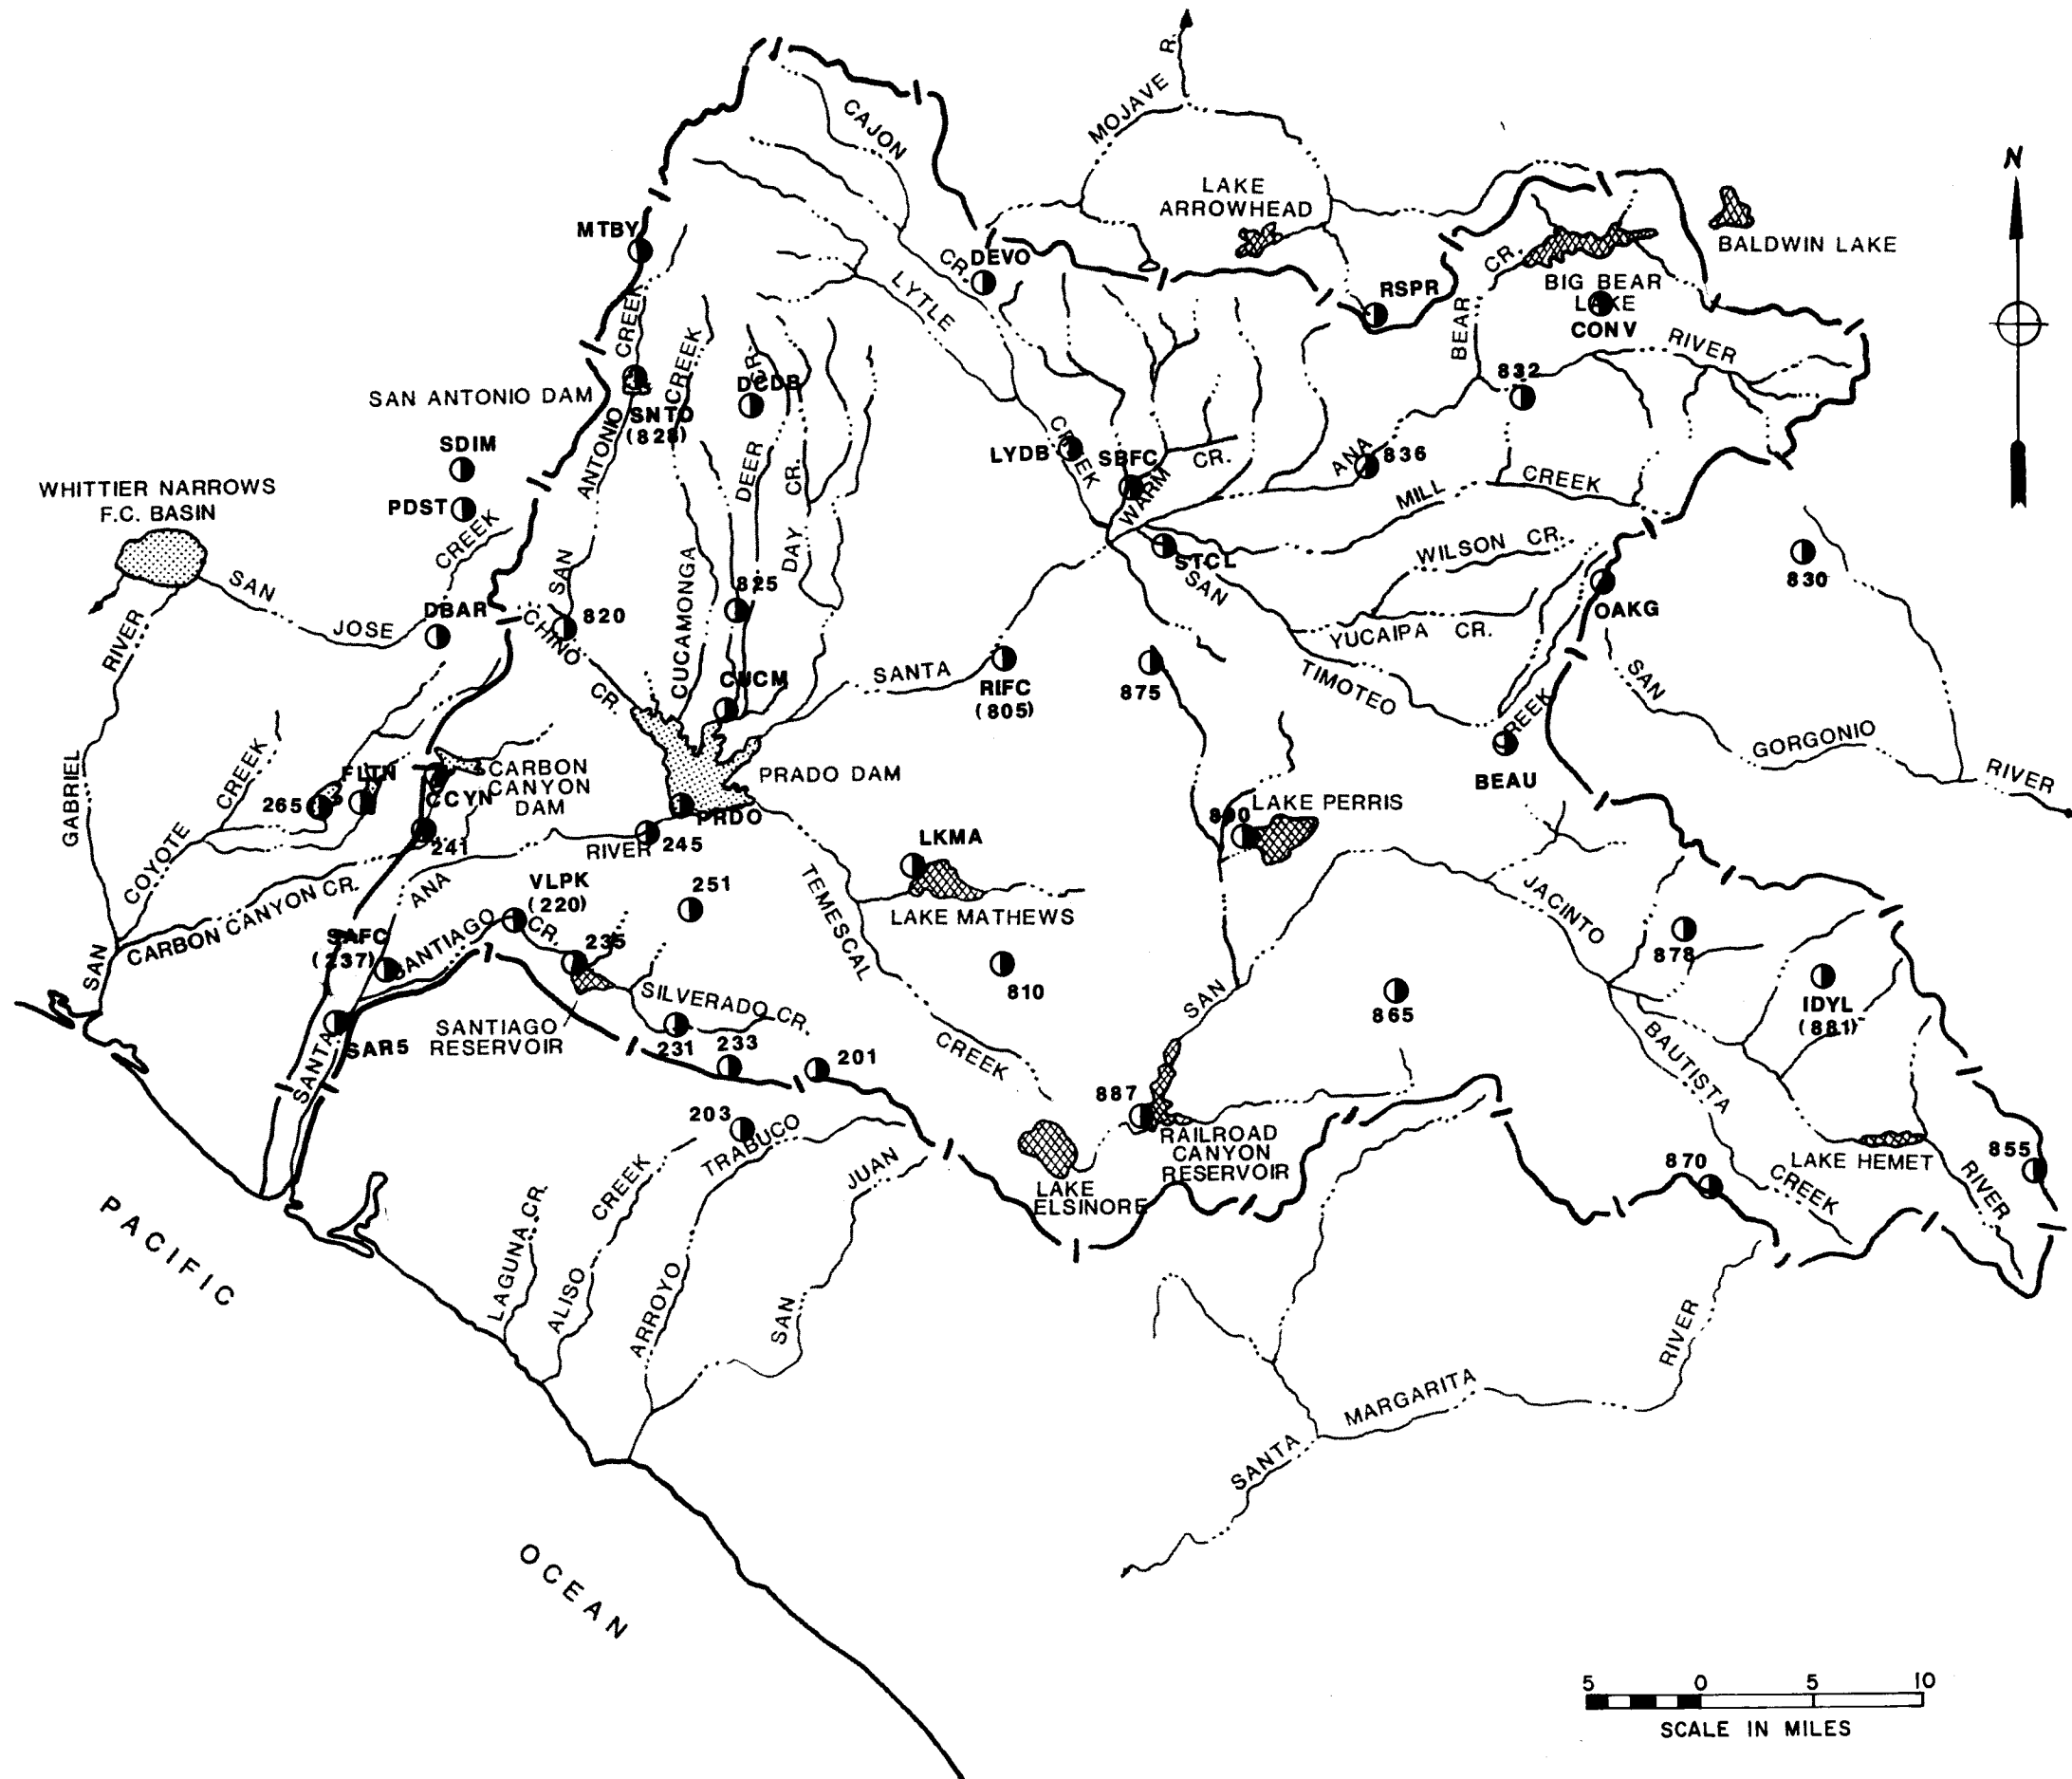 MOJAVE
R.
N
CAJON
CR.
LAKE
ARROWHEAD
BALDWIN LAKE
MTBY
DEVO
LYTLE
CREEK
RSPR
BEAR
CR.
BIG BEAR
LAKE
CONV
RIVER
SAN ANTONIO DAM
SAN
ANTONIO
CREEK
SNTO
(828)
CREEK
CUCAMONGA
CR.
DCDB
DEER
DAY
CR.
832
SDIM
PDST
LYDB
SBFC
WARM
CR.
ANA
836
MILL
CREEK
WHITTIER NARROWS
F.C. BASIN
SAN
JOSE
CREEK
DBAR
CHINO
CR.
820
825
STCL
SAN
TIMOTEO
CREEK
WILSON CR.
YUCAIPA CR.
OAKG
830
SAN
GORGONIO
RIVER
CUCM
SANTA
RIFC
(805)
875
BEAU
RIVER
GABRIEL
SAN
COYOTE
CREEK
265
FLTN
CCYN
CARBON
CANYON
DAM
PRADO DAM
PRDO
LAKE PERRIS
890
241
RIVER
245
ANA
CARBON CANYON CR.
LKMA
LAKE MATHEWS
VLPK
(220)
251
TEMESCAL
CREEK
SAFC
(237)
SANTIAGO
CR.
235
SILVERADO CR.
810
SAN
JACINTO
RIVER
878
IDYL
(881)
865
SANTIAGO
RESERVOIR
SAR5
SANTA
231
233
201
BAUTISTA
CREEK
887
RAILROAD
CANYON
RESERVOIR
LAKE
ELSINORE
203
TRABUCO
ARROYO
870
LAKE HEMET
855
LAGUNA CR.
ALISO
CREEK
SAN
JUAN
PACIFIC
OCEAN
SANTA
MARGARITA
RIVER
5 0 5 10
SCALE IN MILES